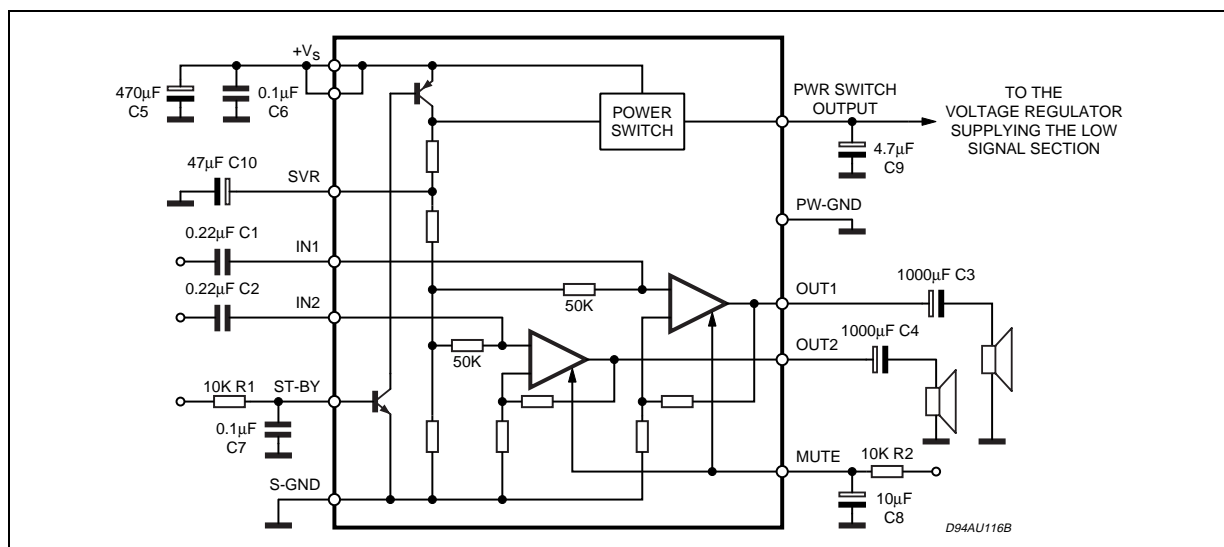 +VS
470µF
C5
0.1µF
C6
POWER
SWITCH
PWR SWITCH
OUTPUT
TO THE
VOLTAGE REGULATOR
SUPPLYING THE LOW
SIGNAL SECTION
4.7µF
C9
47µF C10
SVR
PW-GND
0.22µF C1
IN1
0.22µF C2
IN2
50K
50K
1000µF C3
OUT1
1000µF C4
OUT2
10K R1
ST-BY
0.1µF
C7
MUTE
10K R2
S-GND
10µF
C8
D94AU116B